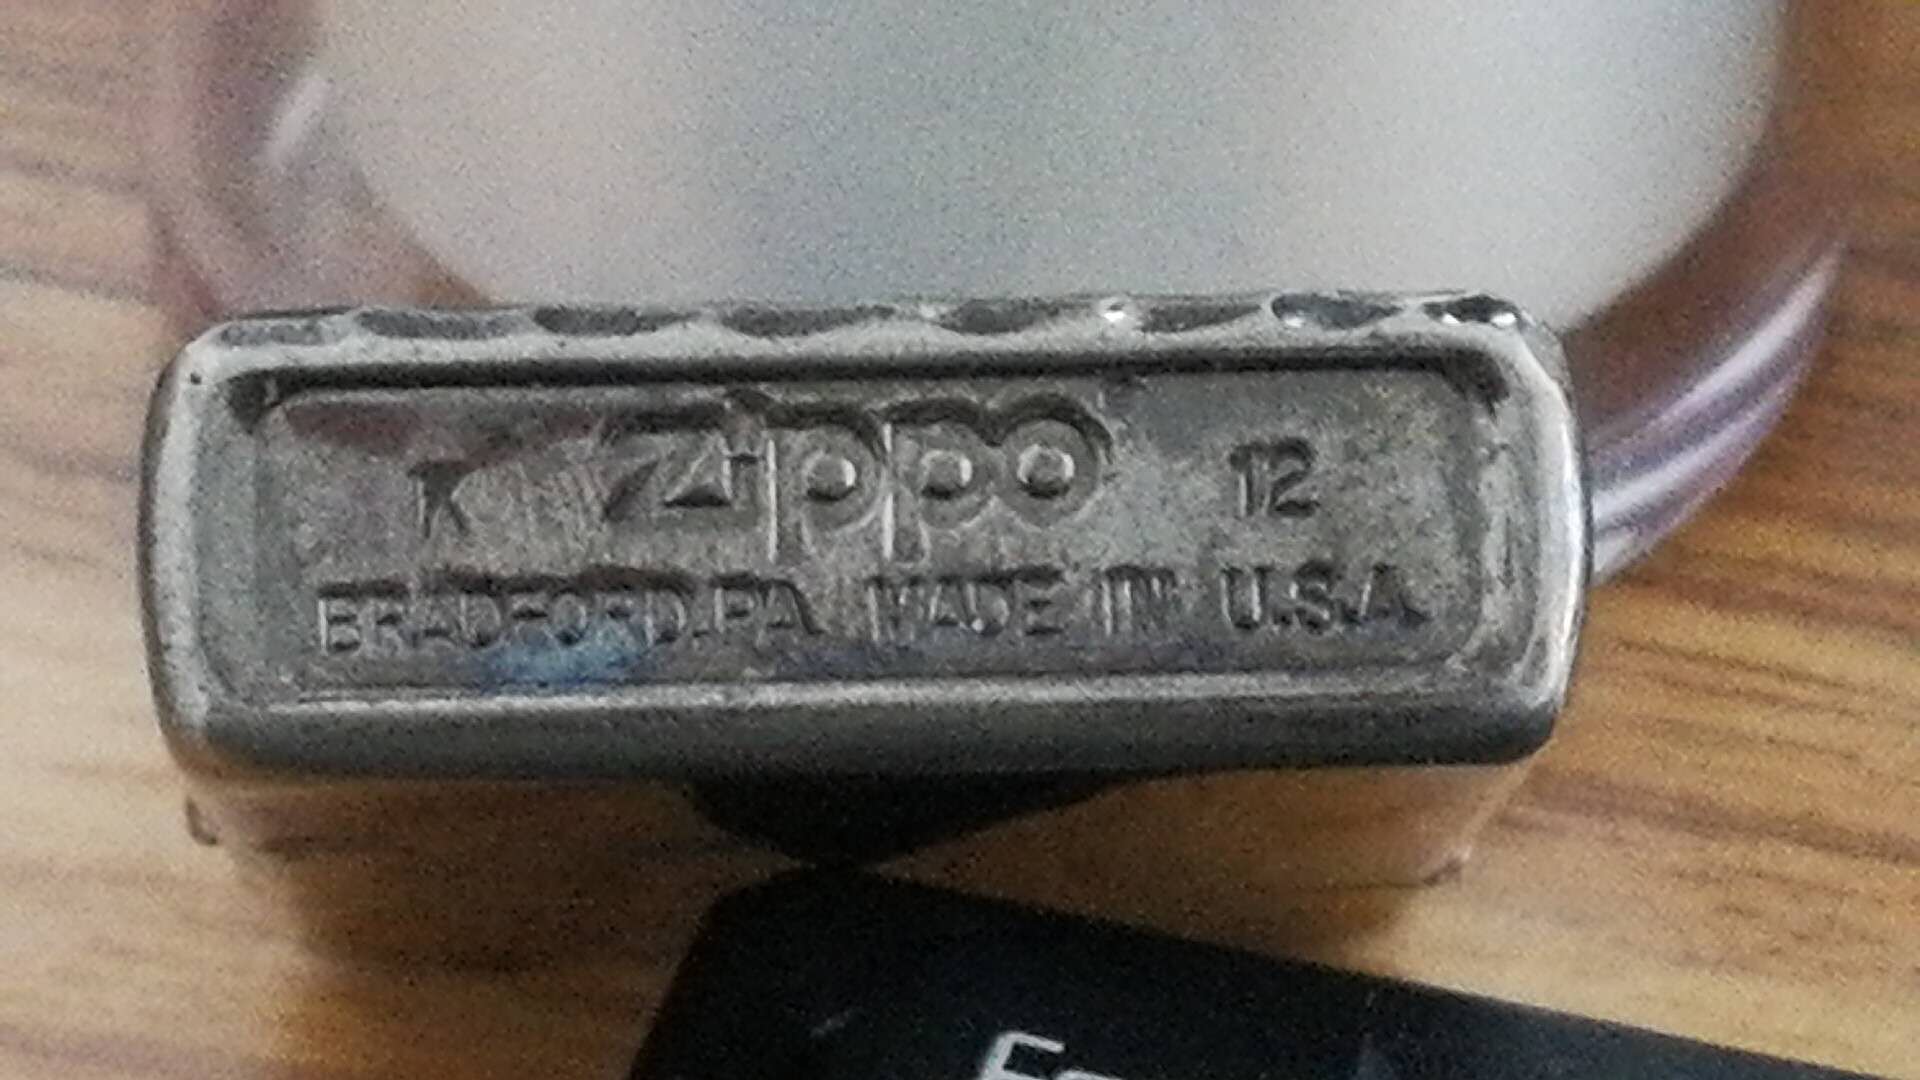 K Zippo 12
BRADFORD.PA. MADE IN U.S.A.